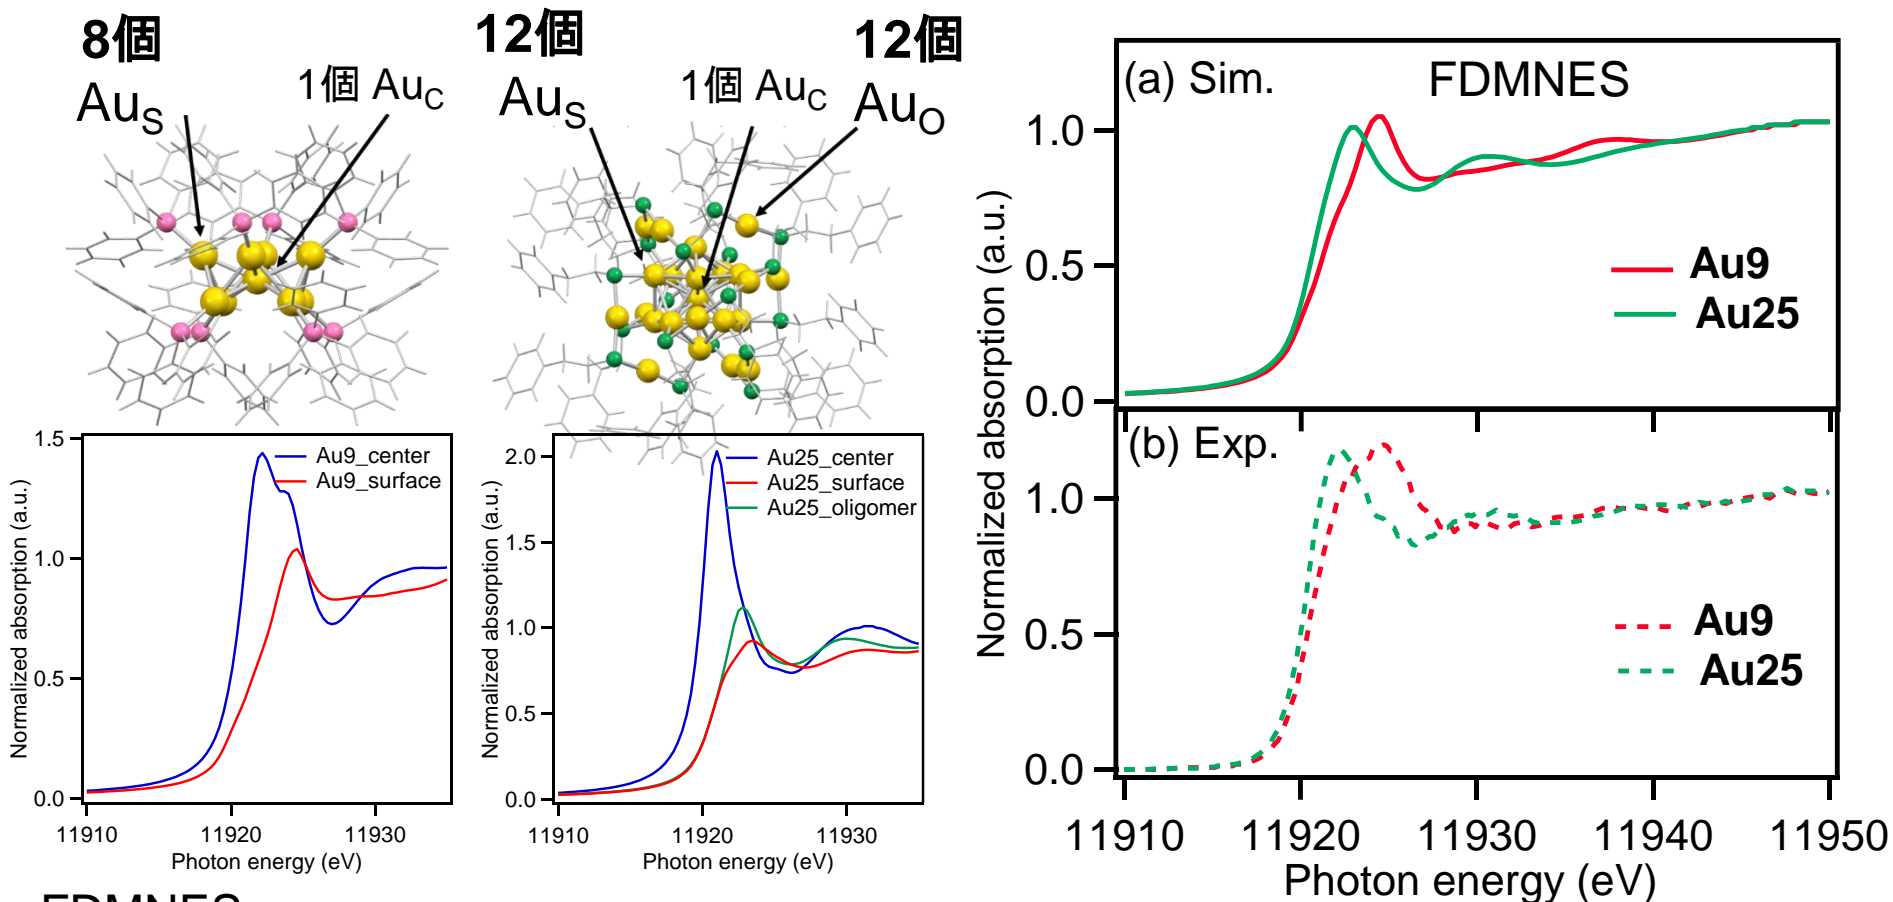 8個
AuS
1個 AuC
12個
AuS
1個 AuC
12個
AuO
1.5
1.0
0.5
0.0
Normalized absorption (a.u.)
Au9_center
Au9_surface
11910
11920
11930
Photon energy (eV)
2.0
1.5
1.0
0.5
0.0
Normalized absorption (a.u.)
Au25_center
Au25_surface
Au25_oligomer
11910
11920
11930
Photon energy (eV)
(a) Sim.
FDMNES
1.0
0.5
0.0
Au9
Au25
Normalized absorption (a.u.)
(b) Exp.
1.0
0.5
0.0
Au9
Au25
11910
11920
11930
11940
11950
Photon energy (eV)
FDMNES